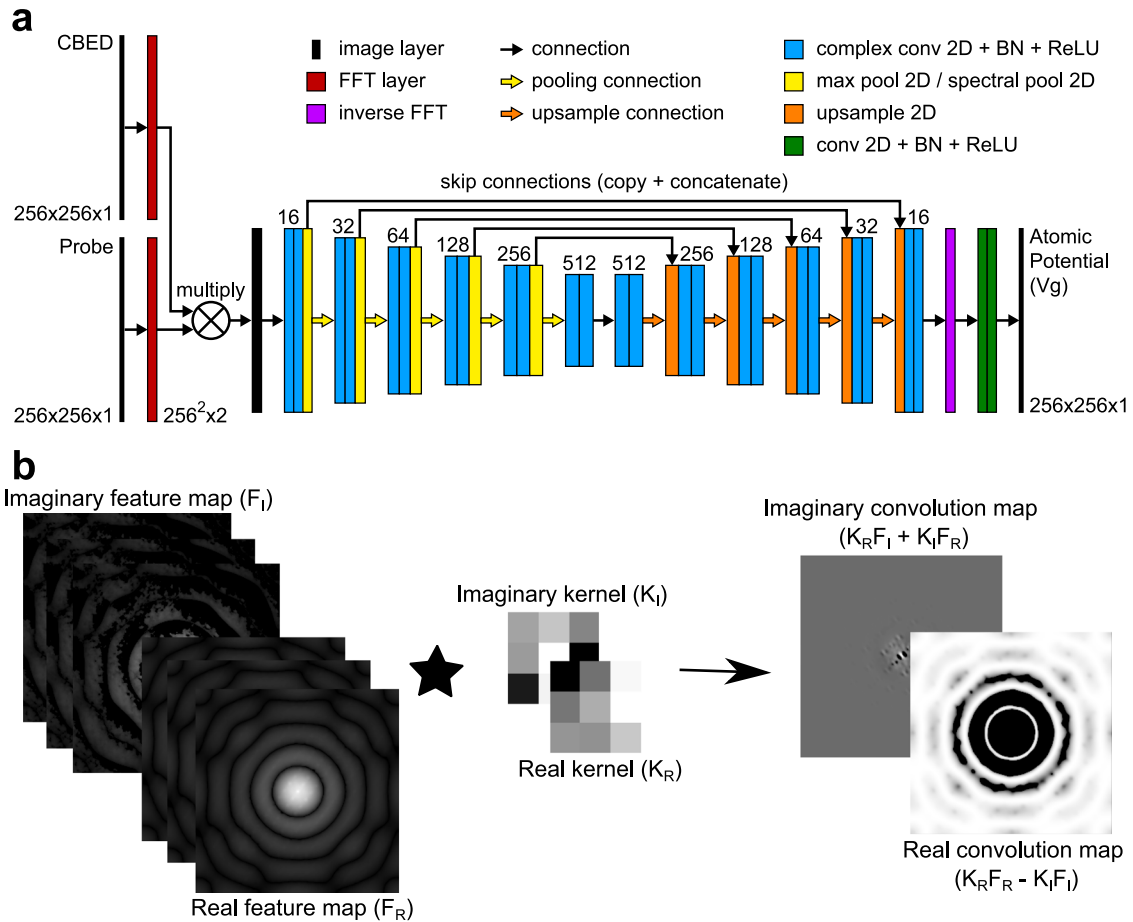 a
CBED
image layer
FFT layer
inverse FFT
connection
pooling connection
upsample connection
complex conv 2D + BN + ReLU
max pool 2D / spectral pool 2D
upsample 2D
conv 2D + BN + ReLU
skip connections (copy + concatenate)
256x256x1
Probe
multiply
256x256x1
256²x2
16
32
64
128
256
512
512
256
128
64
32
16
Atomic
Potential
(Vg)
256x256x1
b
Imaginary feature map (F_I)
Real feature map (F_R)
Imaginary kernel (K_I)
Real kernel (K_R)
Imaginary convolution map
(K_RF_I + K_IF_R)
Real convolution map
(K_RF_R - K_IF_I)